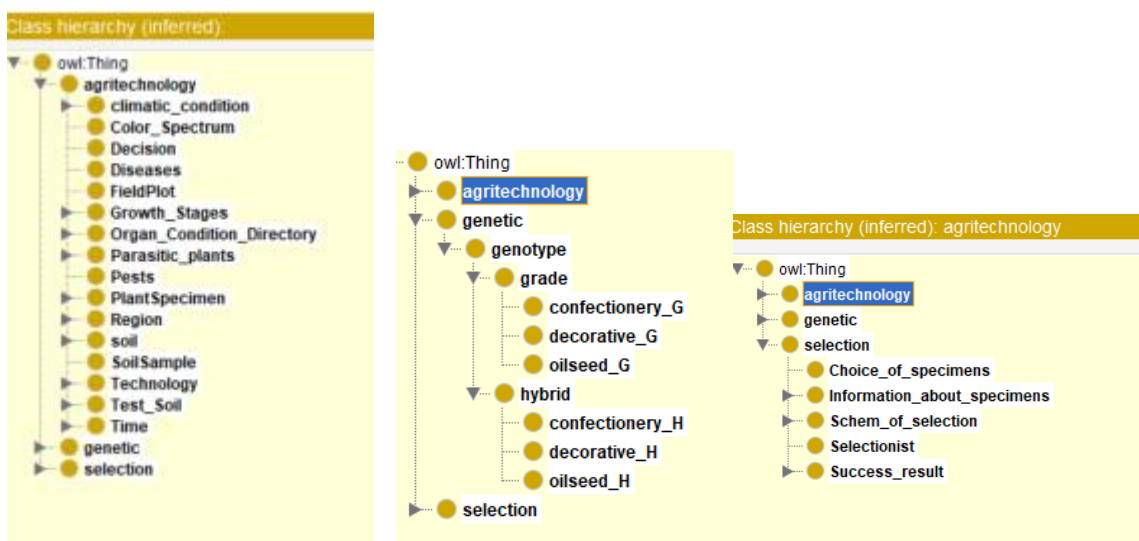 Class hierarchy (inferred):
owl:Thing
agritechnology
climatic_condition
Color_Spectrum
Decision
Diseases
FieldPlot
Growth_Stages
Organ_Condition_Directory
Parasitic_plants
Pests
PlantSpecimen
Region
soil
SoilSample
Technology
Test_Soil
Time
genetic
selection
owl:Thing
agritechnology
genetic
genotype
grade
confectionery_G
decorative_G
oilseed_G
hybrid
confectionery_H
decorative_H
oilseed_H
selection
Class hierarchy (inferred): agritechnology
owl:Thing
agritechnology
genetic
selection
Choice_of_specimens
Information_about_specimens
Schem_of_selection
Selectionist
Success_result